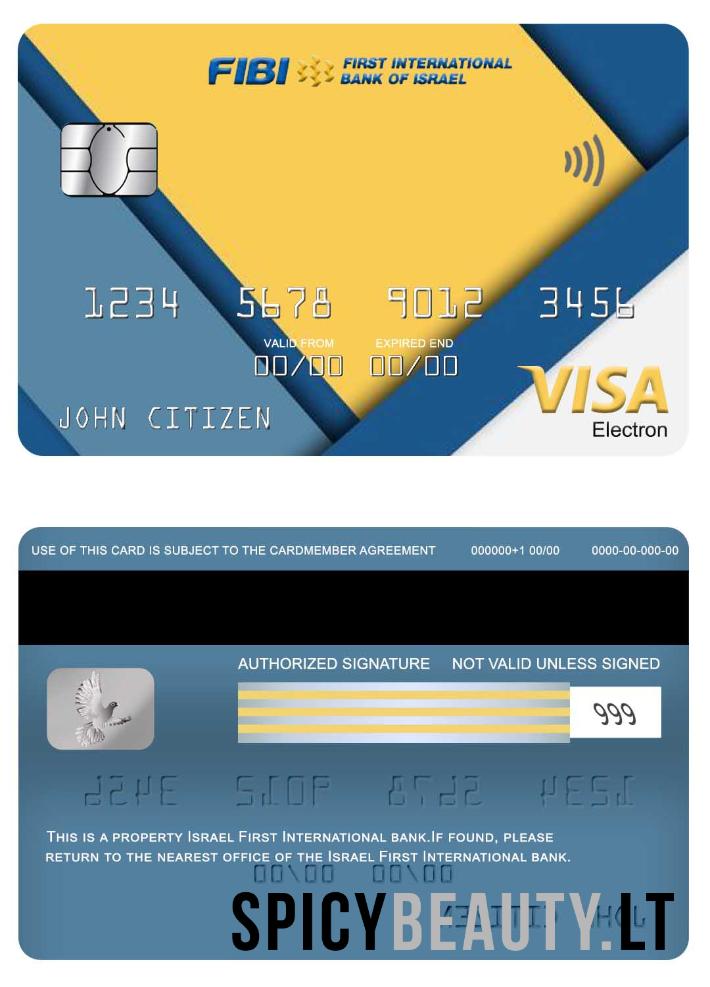 FIBI FIRST INTERNATIONAL
BANK OF ISRAEL
1234 5678 9012 3456
VALID FROM EXPIRED END
00/00 00/00
JOHN CITIZEN
VISA
Electron
USE OF THIS CARD IS SUBJECT TO THE CARDMEMBER AGREEMENT 000000+1 00/00 0000-00-000-00
AUTHORIZED SIGNATURE NOT VALID UNLESS SIGNED
999
THIS IS A PROPERTY ISRAEL FIRST INTERNATIONAL BANK.IF FOUND, PLEASE
RETURN TO THE NEAREST OFFICE OF THE ISRAEL FIRST INTERNATIONAL BANK.
SPICYBEAUTY.LT